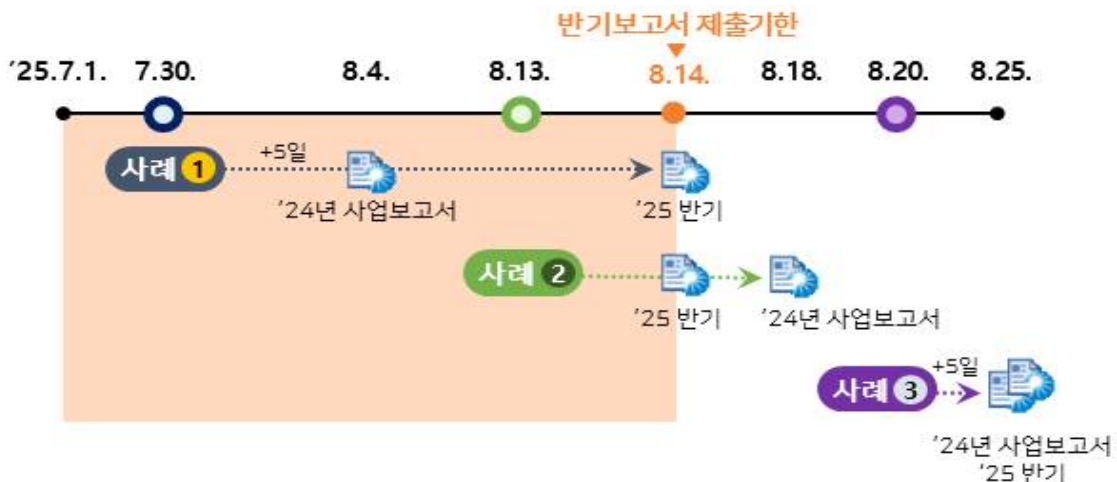 반기보고서 제출기한
'25.7.1. 7.30. 8.4. 8.13. 8.14. 8.18. 8.20. 8.25.
사례 1 +5일
'24년 사업보고서 '25 반기
사례 2
'25 반기 '24년 사업보고서
사례 3 +5일
'24년 사업보고서
'25 반기